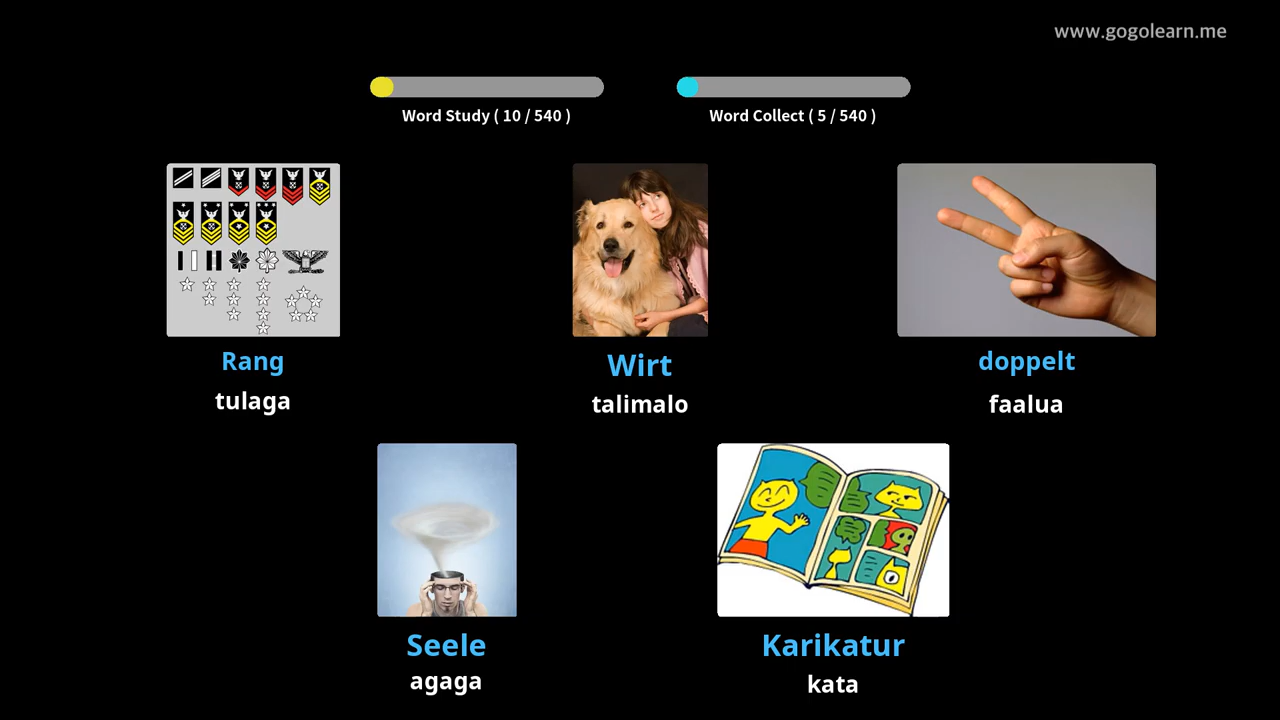 www.gogolearn.me
Word Study ( 10 / 540 )
Word Collect ( 5 / 540 )
Rang
tulaga
Wirt
talimalo
doppelt
faalua
Seele
agaga
Karikatur
kata